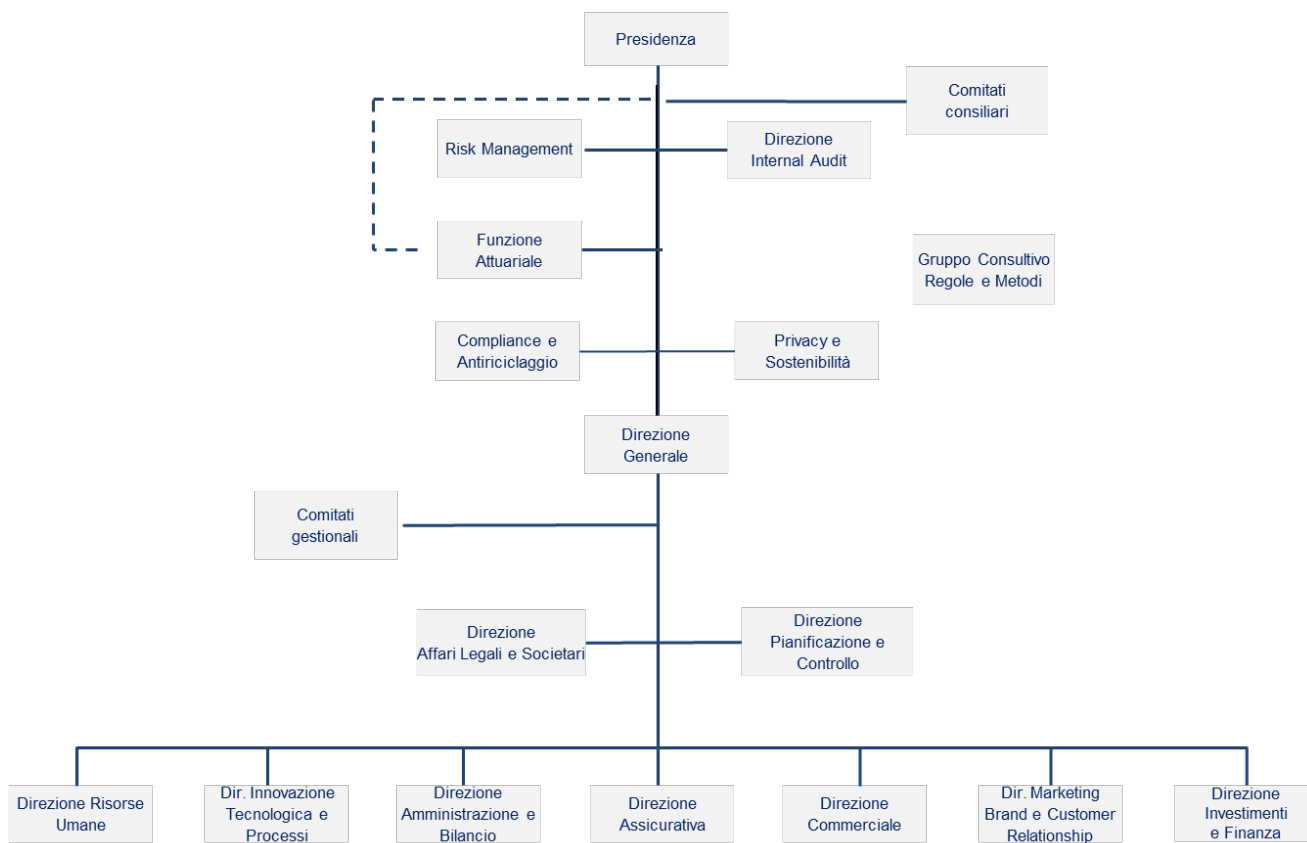 Presidenza
Comitati
consiliari
Risk Management
Direzione
Internal Audit
Funzione
Attuariale
Gruppo Consultivo
Regole e Metodi
Compliance e
Antiriciclaggio
Privacy e
Sostenibilità
Direzione
Generale
Comitati
gestionali
Direzione
Affari Legali e Societari
Direzione
Pianificazione e
Controllo
Direzione Risorse
Umane
Dir. Innovazione
Tecnologica e
Processi
Direzione
Amministrazione e
Bilancio
Direzione
Assicurativa
Direzione
Commerciale
Dir. Marketing
Brand e Customer
Relationship
Direzione
Investimenti
e Finanza